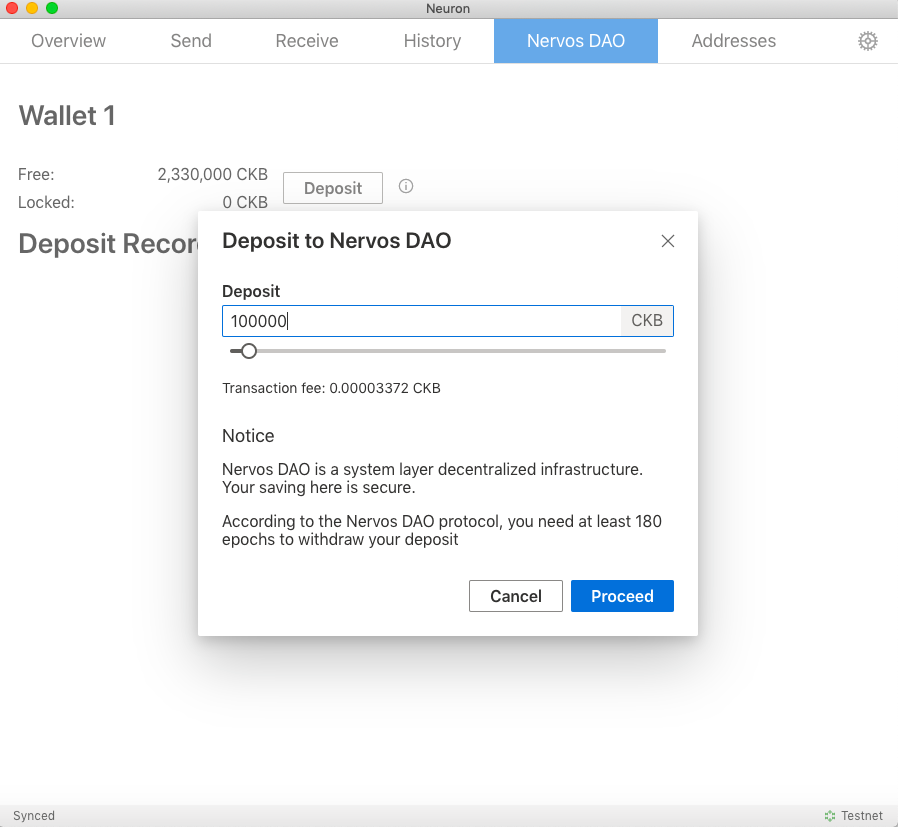 Neuron
Overview Send Receive History Nervos DAO Addresses
Wallet 1
Free: 2,330,000 CKB Deposit
Locked: 0 CKB
Deposit Recor
Deposit to Nervos DAO
Deposit
100000 CKB
Transaction fee: 0.00003372 CKB
Notice
Nervos DAO is a system layer decentralized infrastructure.
Your saving here is secure.
According to the Nervos DAO protocol, you need at least 180
epochs to withdraw your deposit
Cancel Proceed
Synced Testnet